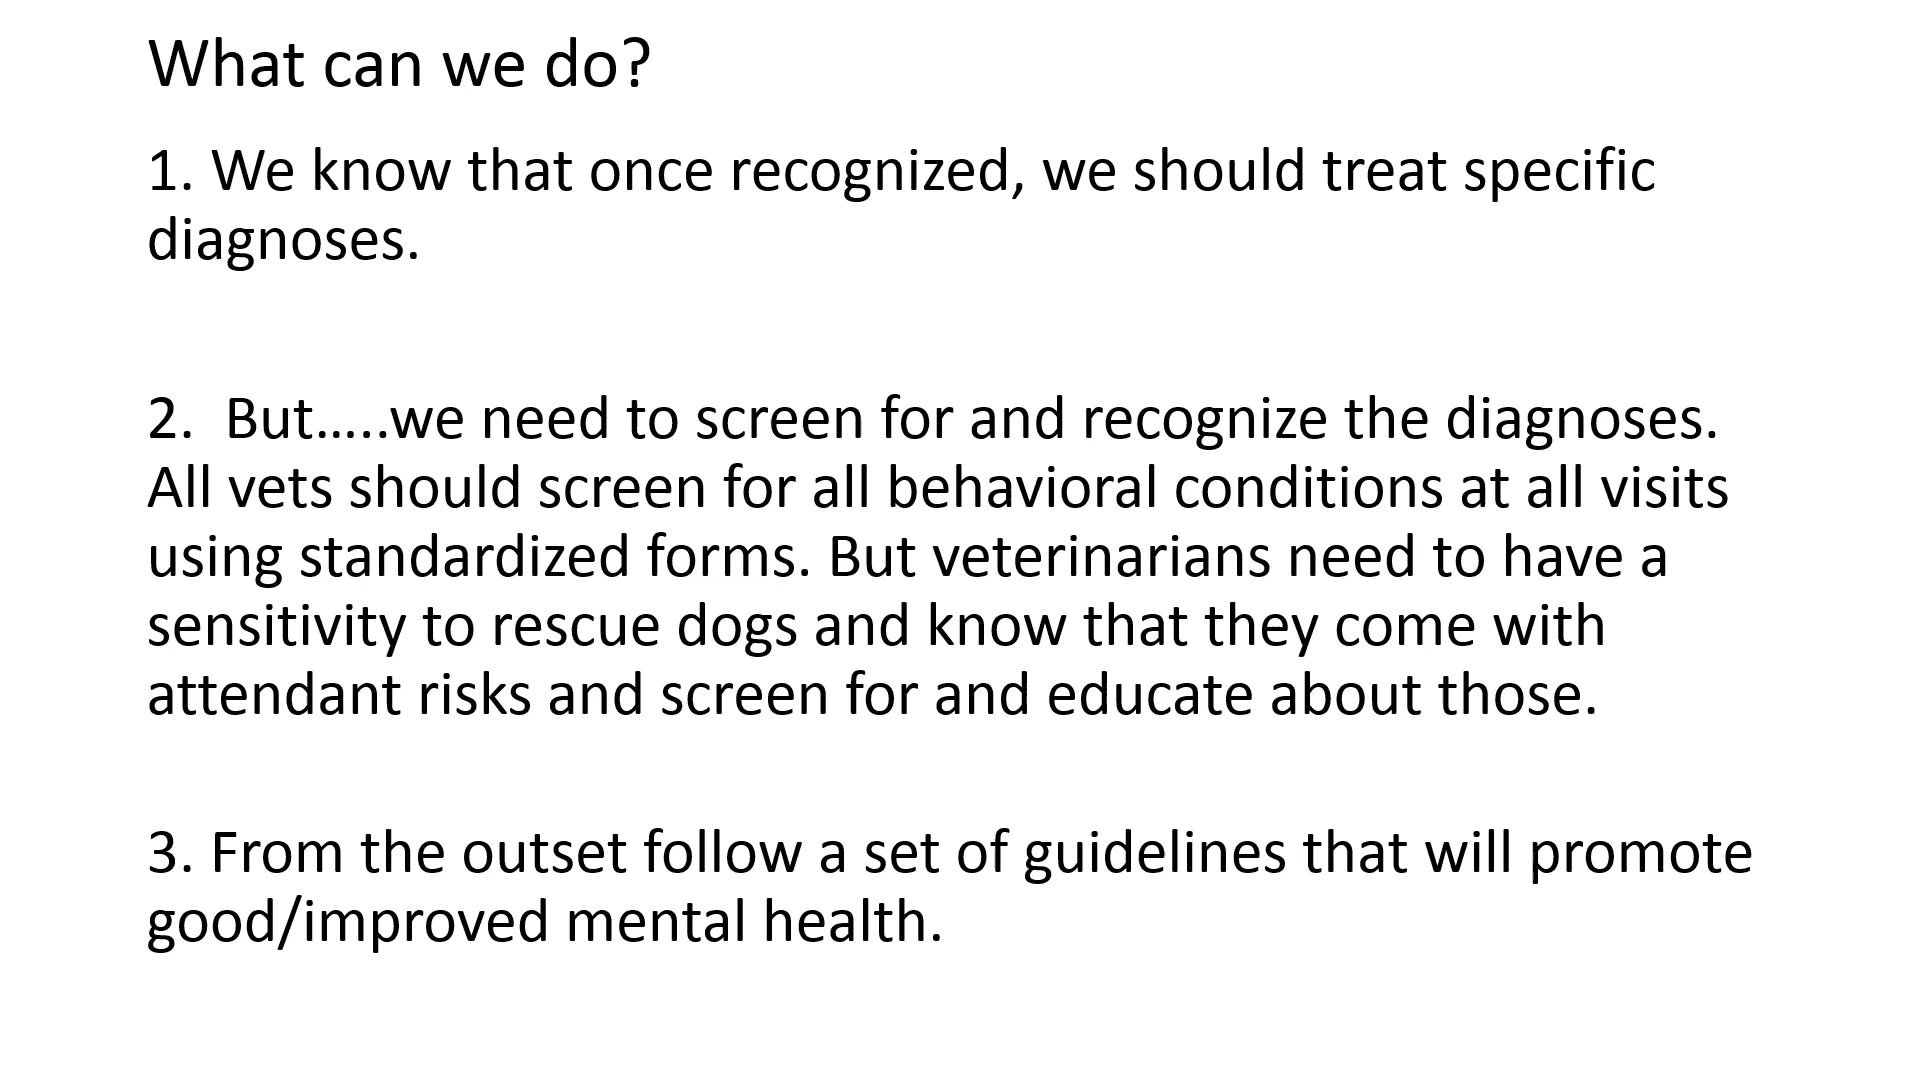 What can we do?
1. We know that once recognized, we should treat specific
diagnoses.
2.  But…..we need to screen for and recognize the diagnoses.
All vets should screen for all behavioral conditions at all visits
using standardized forms. But veterinarians need to have a
sensitivity to rescue dogs and know that they come with
attendant risks and screen for and educate about those.
3. From the outset follow a set of guidelines that will promote
good/improved mental health.